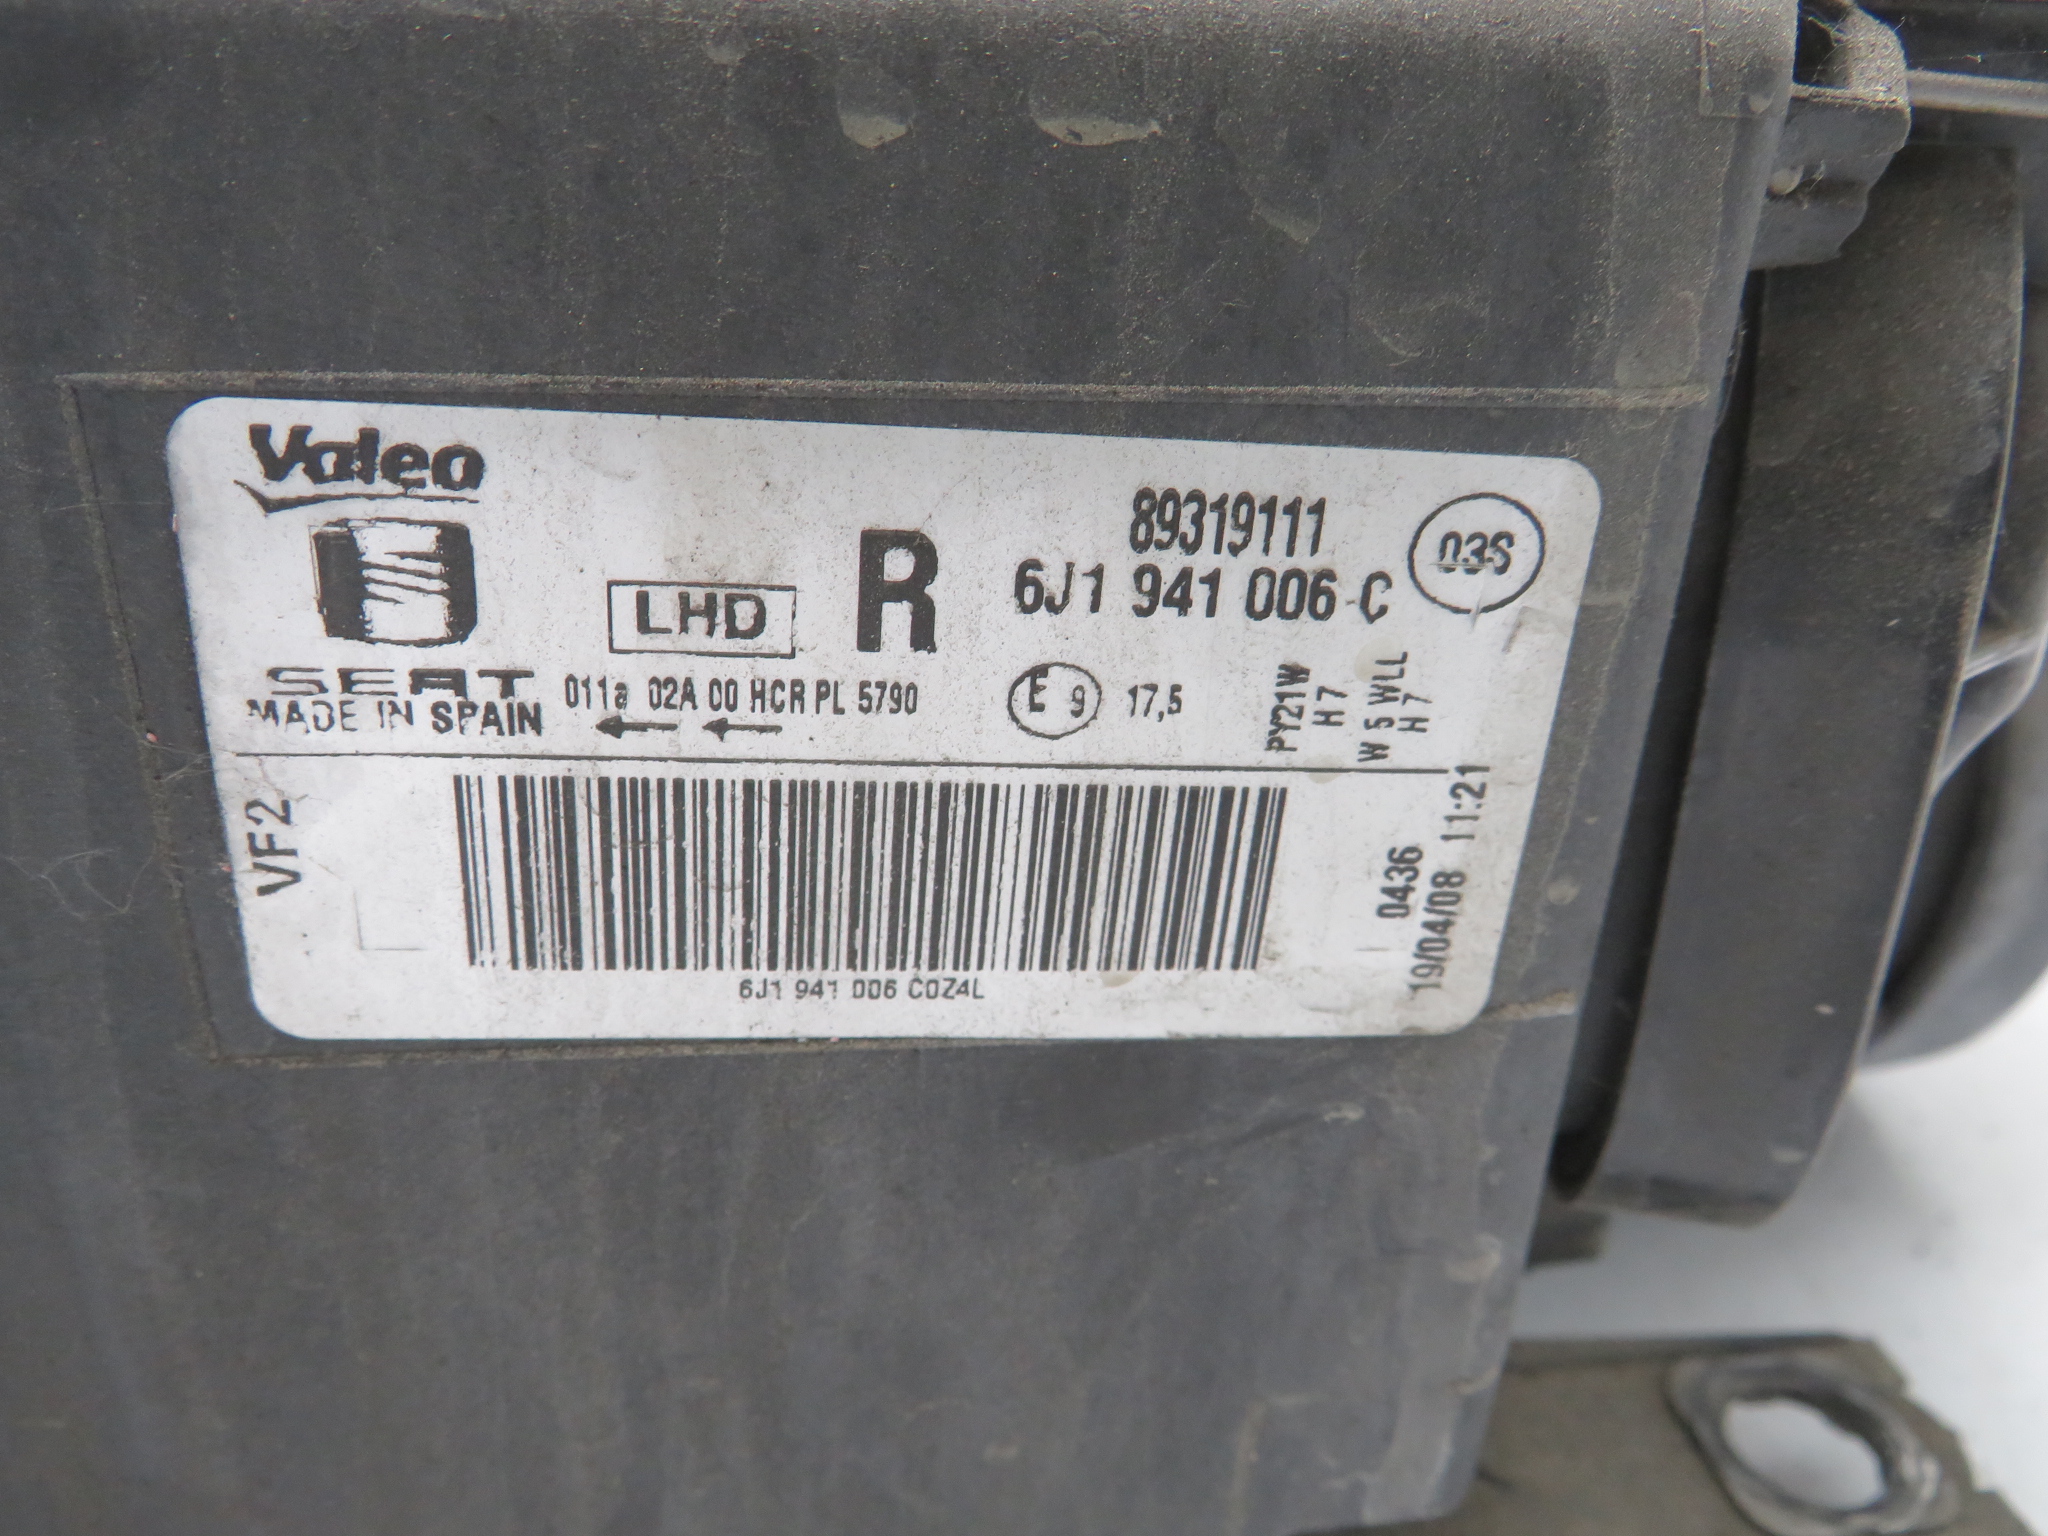 Valeo
89319111
03S
LHD
R
6J1 941 006 C
SEAT
MADE IN SPAIN
011a 02A 00 HCR PL 5790
E 9
17,5
PY21W
H7
W 5 WLL
H7
VF2
0436
19/04/08 11:21
6J1 941 006 C0Z4L